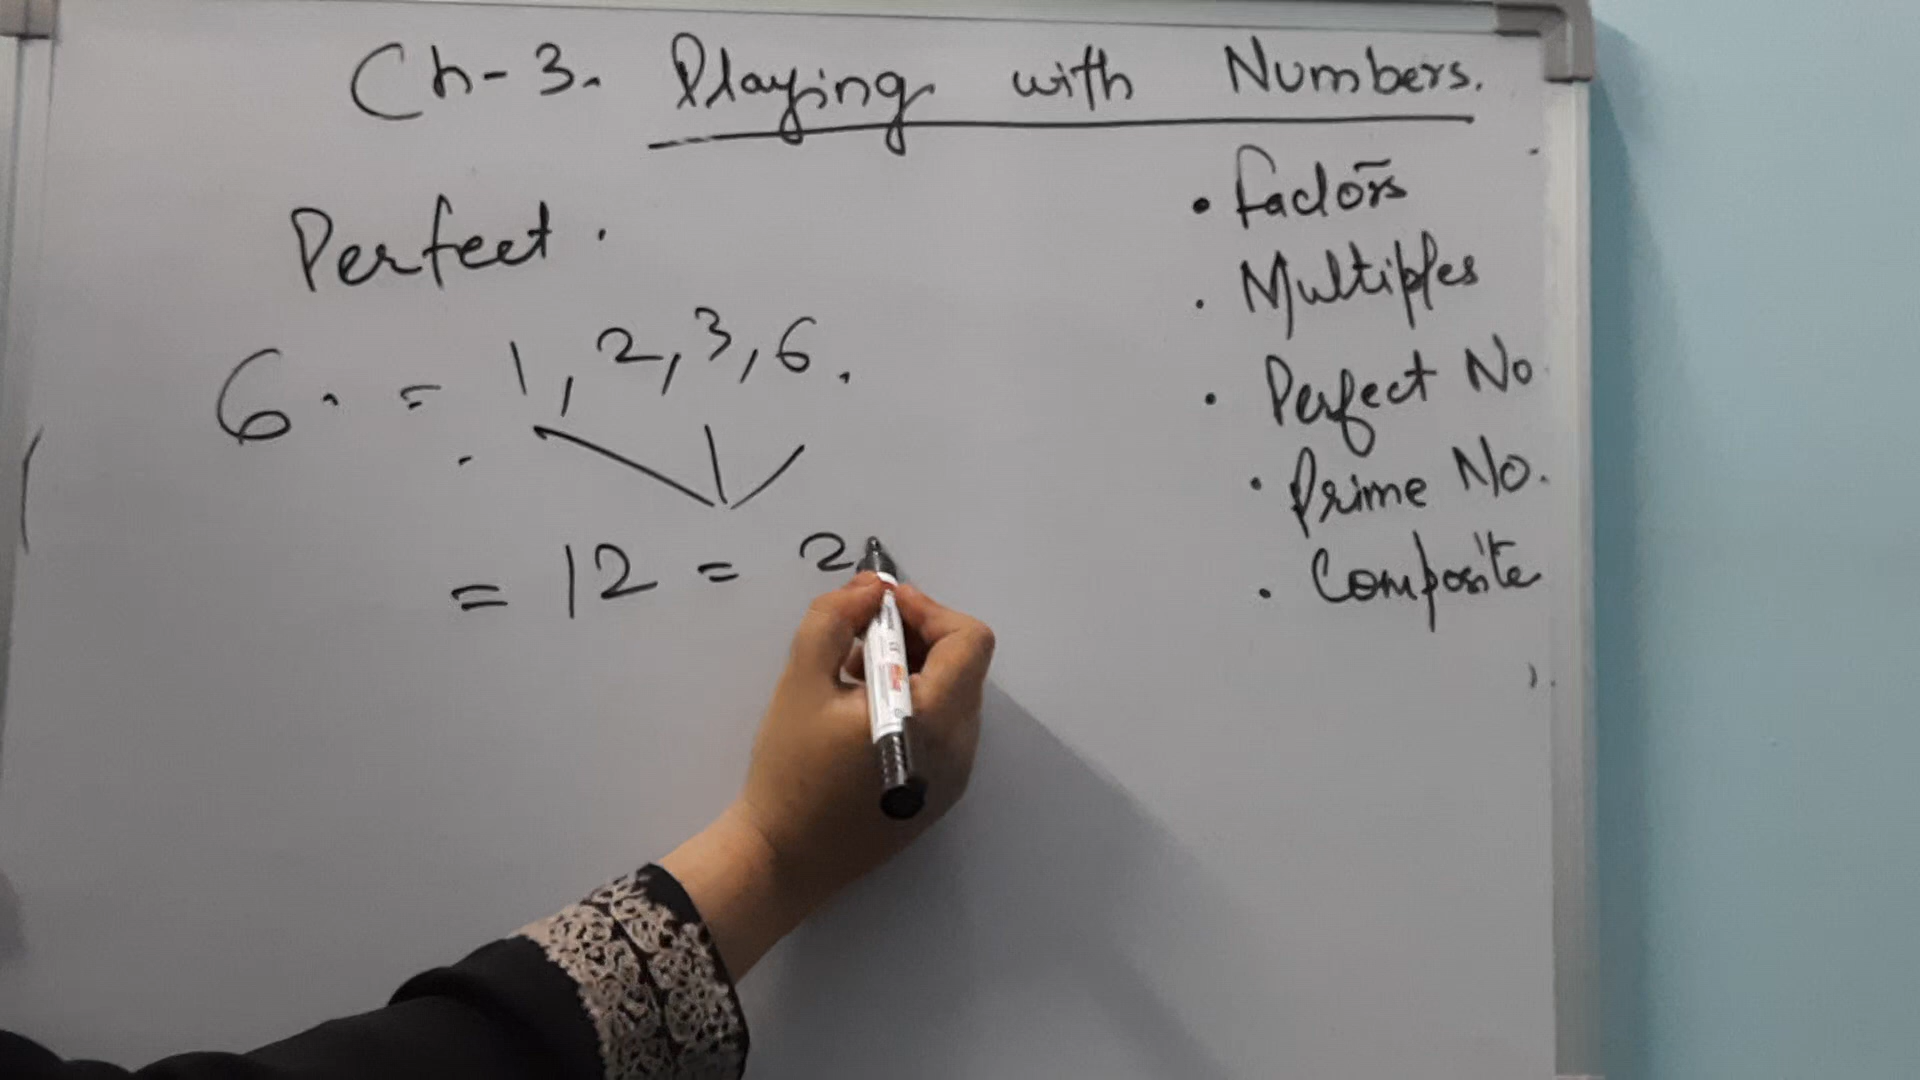 Ch-3. Playing with Numbers.
Perfect.
6. = 1, 2, 3, 6.
= 12 = 2
• Factors
• Multiples
• Perfect No
• Prime No.
• Composite